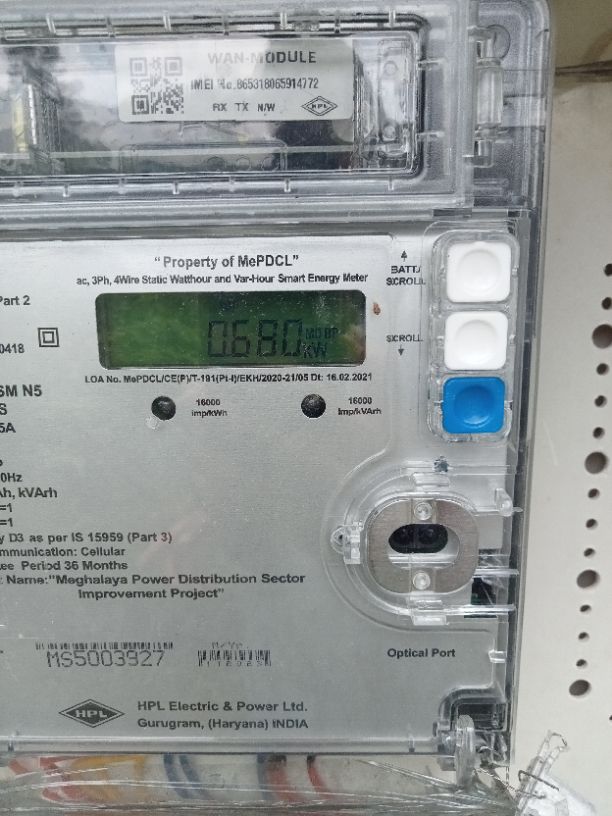 WAN-MODULE
IMEI No.865318065914772
RX TX N/W
HPL
"Property of MePDCL"
ac, 3Ph, 4Wire Static Watthour and Var-Hour Smart Energy Meter
BATT./
SCROLL
Part 2
0418
0680 MD BP
kW
SCROLL
LOA No. MePDCL/CE(P)/T-191(Pt-I)/EKH/2020-21/05 Dt: 16.02.2021
SM N5
S
5A
16000
imp/kWh
16000
Imp/kVArh
0Hz
Ah, kVArh
=1
=1
y D3 as per IS 15959 (Part 3)
mmunication: Cellular
tee Period 36 Months
t Name:"Meghalaya Power Distribution Sector
Improvement Project"
MS5003927
M/Yr.
Optical Port
HPL
HPL Electric & Power Ltd.
Gurugram, (Haryana) INDIA